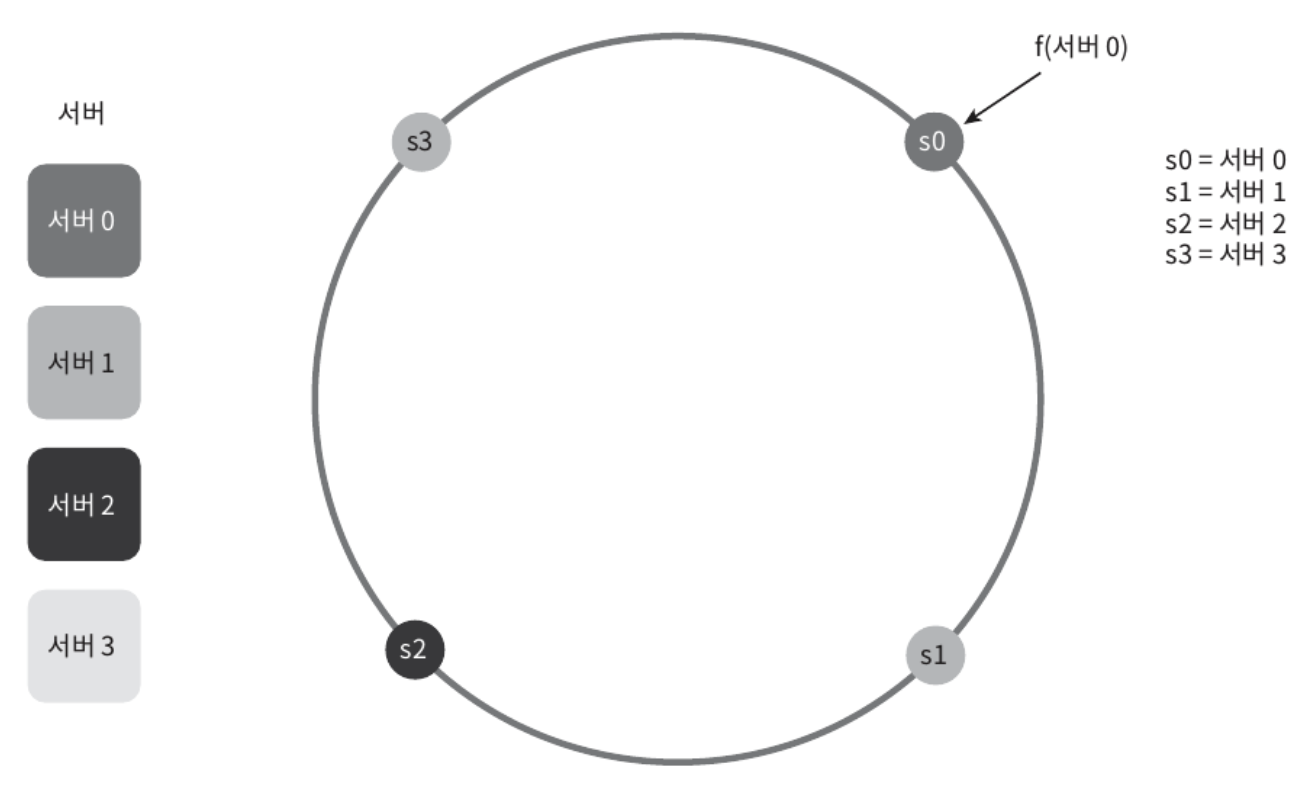 서버
서버 0
서버 1
서버 2
서버 3
s3
s0
s2
s1
f(서버 0)
s0 = 서버 0
s1 = 서버 1
s2 = 서버 2
s3 = 서버 3